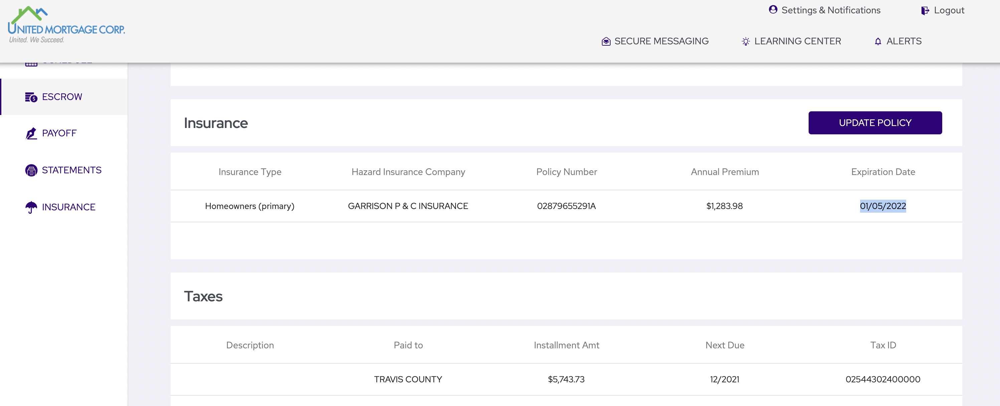 UNITED MORTGAGE CORP.
United. We Succeed.
Settings & Notifications
Logout
SECURE MESSAGING
LEARNING CENTER
ALERTS
ESCROW
PAYOFF
STATEMENTS
INSURANCE
Insurance
UPDATE POLICY
Insurance Type Hazard Insurance Company Policy Number Annual Premium Expiration Date
Homeowners (primary) GARRISON P & C INSURANCE 02879655291A $1,283.98 01/05/2022
Taxes
Description Paid to Installment Amt Next Due Tax ID
TRAVIS COUNTY $5,743.73 12/2021 02544302400000